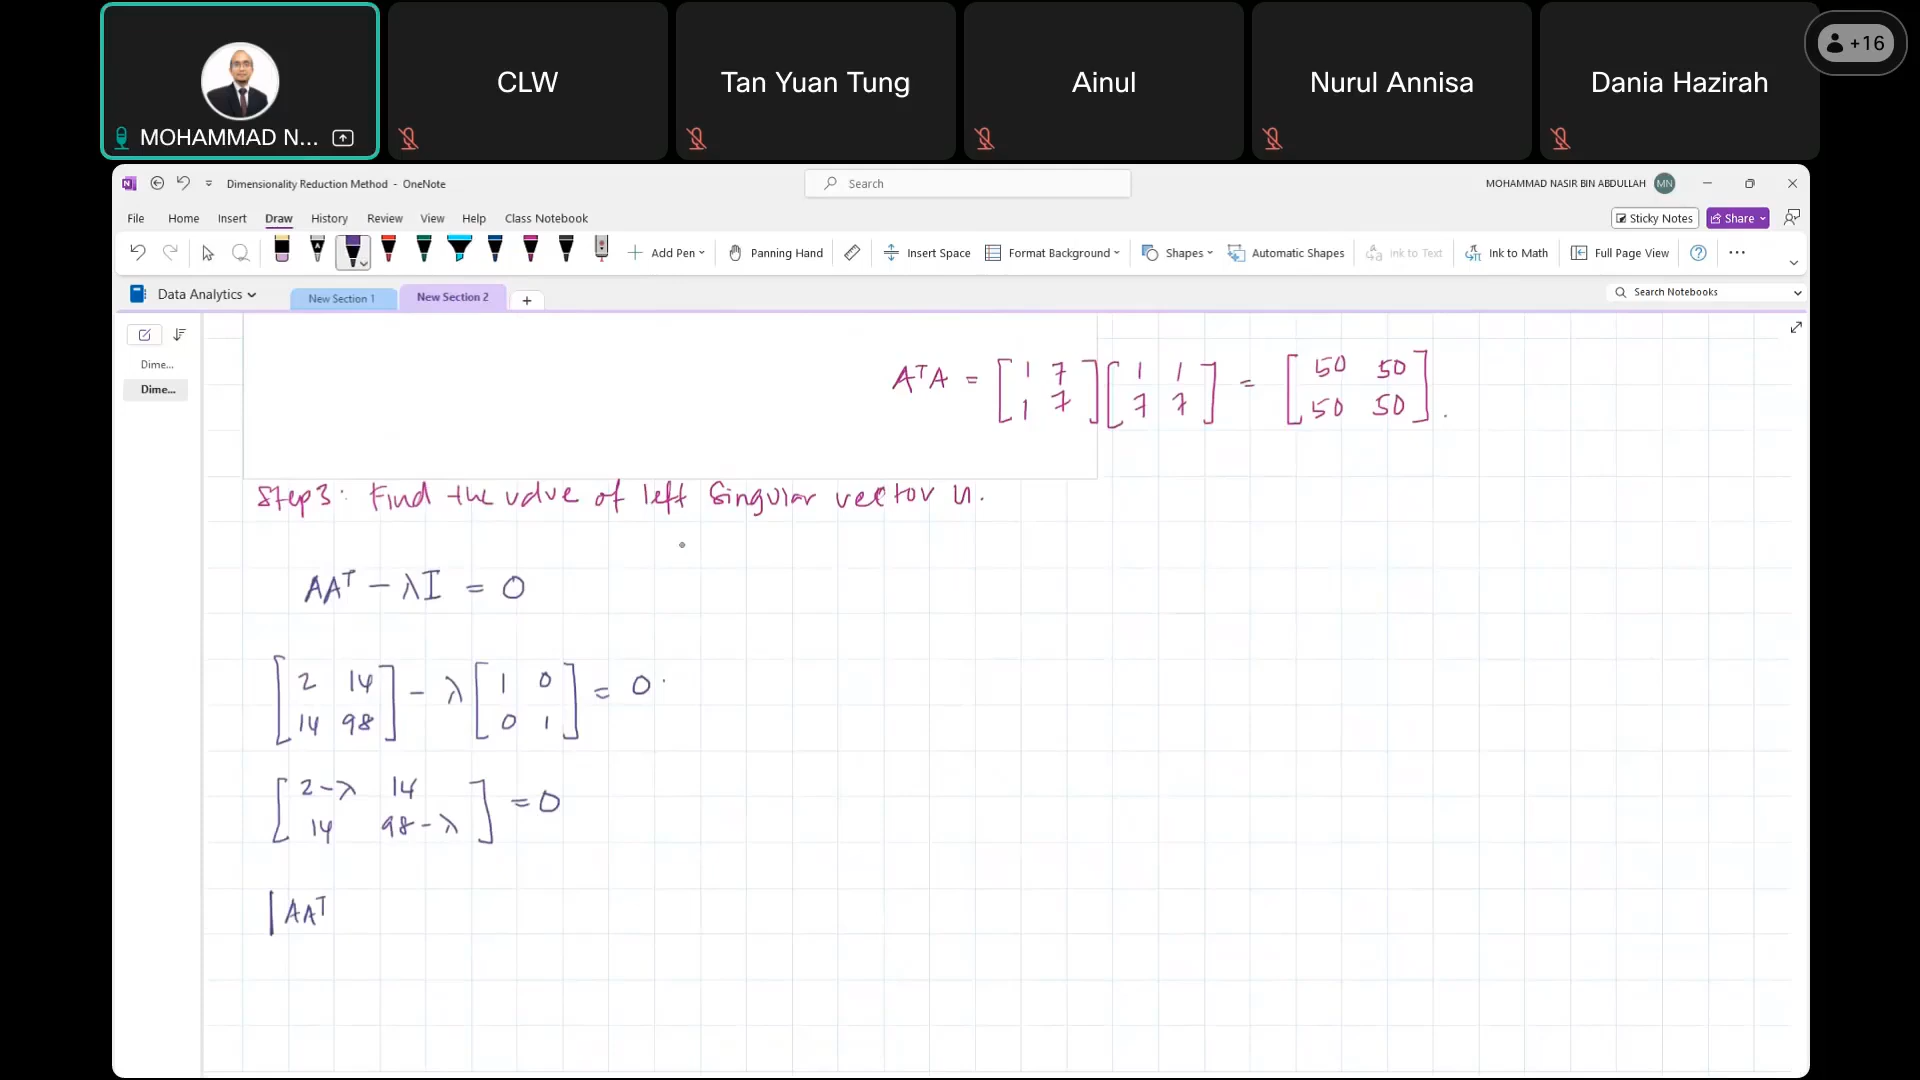 CLW
Tan Yuan Tung
Ainul
Nurul Annisa
Dania Hazirah
+16
MOHAMMAD N...
Dimensionality Reduction Method - OneNote
Search
MOHAMMAD NASIR BIN ABDULLAH
MN
File Home Insert Draw History Review View Help Class Notebook
Sticky Notes
Share
Add Pen
Panning Hand
Insert Space
Format Background
Shapes
Automatic Shapes
Ink to Text
Ink to Math
Full Page View
Data Analytics
New Section 1
New Section 2
+
Search Notebooks
Dime...
Dime...
AᵀA = [1 7; 1 7] [1 1; 7 7] = [50 50; 50 50].
Step 3: Find the value of left singular vector u.
AAᵀ - λI = 0
[2 14; 14 98] - λ [1 0; 0 1] = 0
[2-λ 14; 14 98-λ] = 0
|AAᵀ